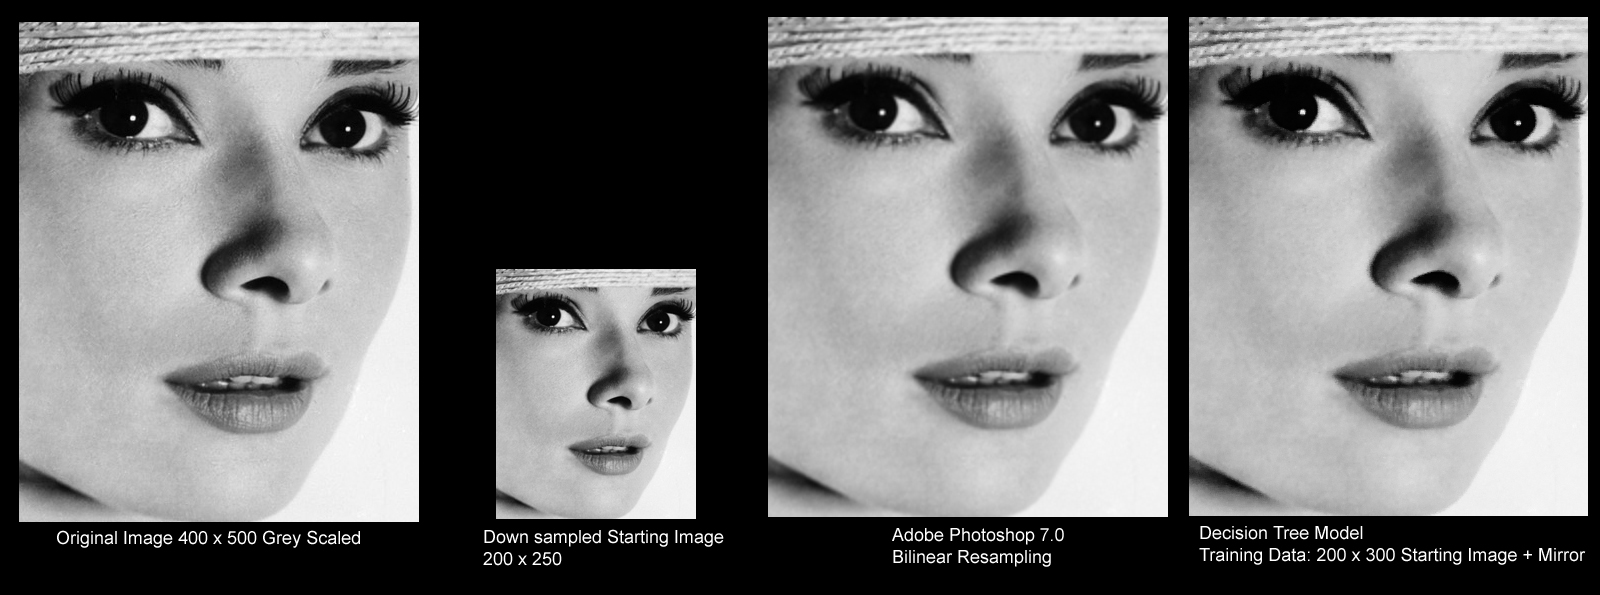 Original Image 400 x 500 Grey Scaled
Down sampled Starting Image
200 x 250
Adobe Photoshop 7.0
Bilinear Resampling
Decision Tree Model
Training Data: 200 x 300 Starting Image + Mirror